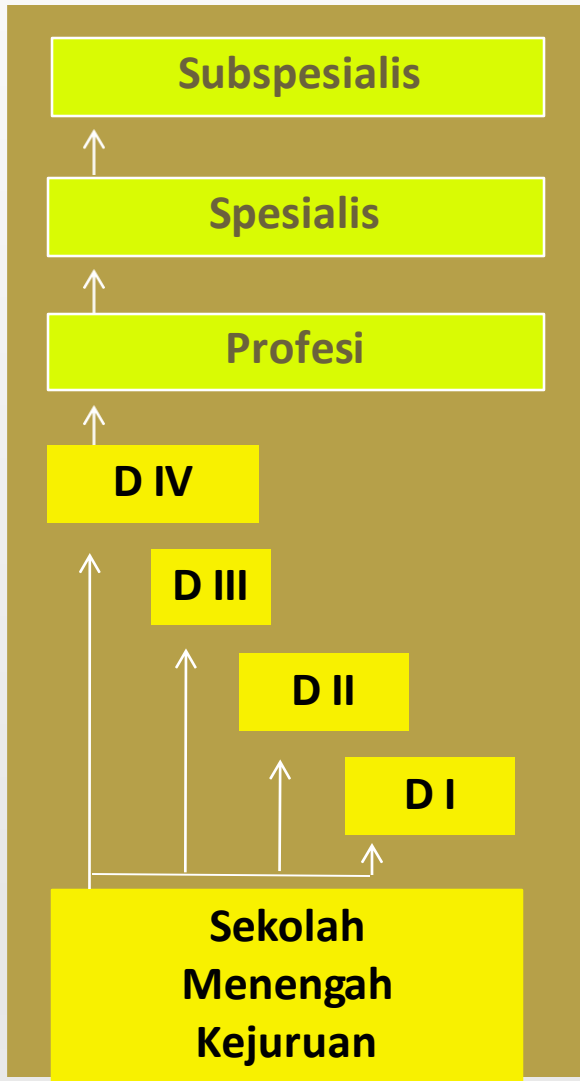 Subspesialis
Spesialis
Profesi
D IV
D III
D II
D I
Sekolah
Menengah
Kejuruan